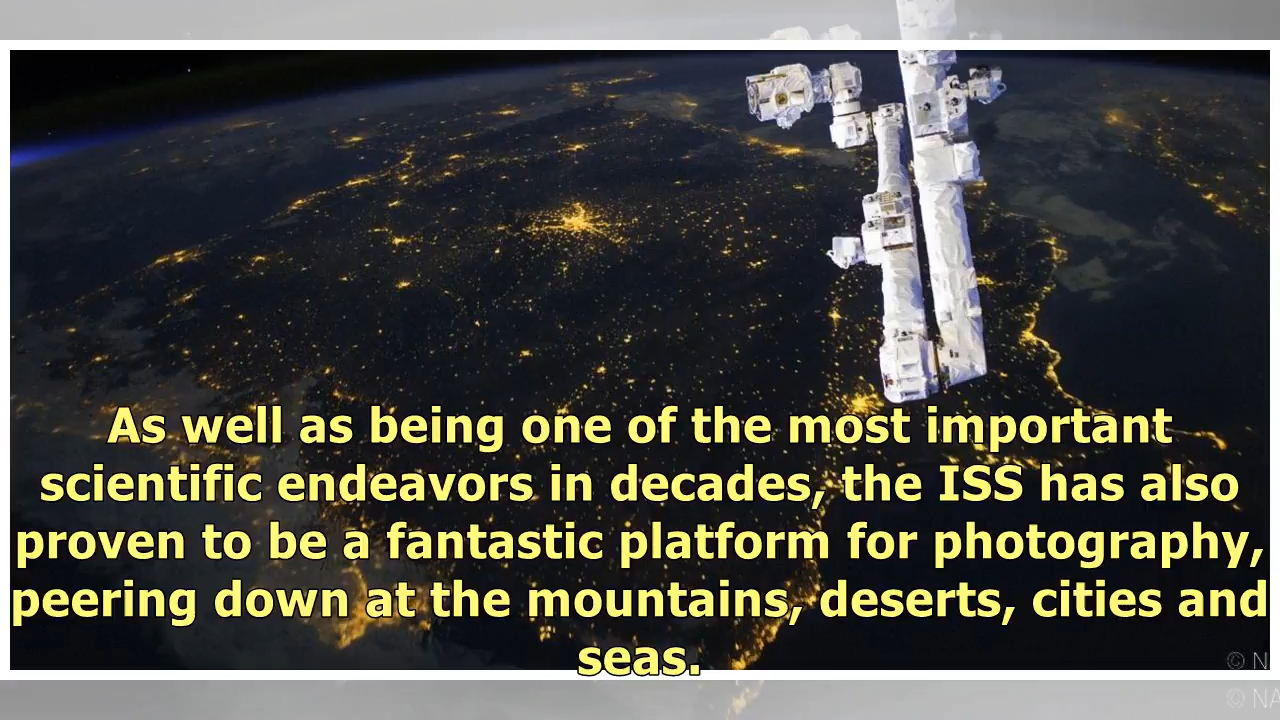 As well as being one of the most important
scientific endeavors in decades, the ISS has also
proven to be a fantastic platform for photography,
peering down at the mountains, deserts, cities and
seas.